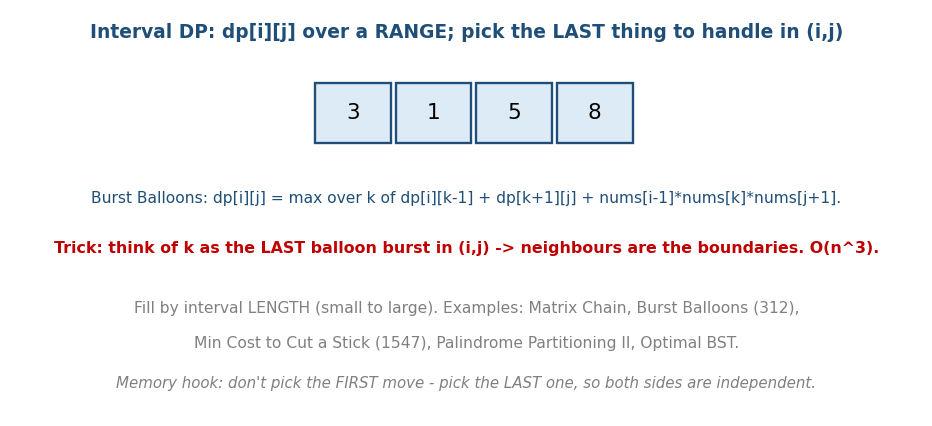 Interval DP: dp[i][j] over a RANGE; pick the LAST thing to handle in (i,j)
3 1 5 8
Burst Balloons: dp[i][j] = max over k of dp[i][k-1] + dp[k+1][j] + nums[i-1]*nums[k]*nums[j+1].
Trick: think of k as the LAST balloon burst in (i,j) -> neighbours are the boundaries. O(n^3).
Fill by interval LENGTH (small to large). Examples: Matrix Chain, Burst Balloons (312),
Min Cost to Cut a Stick (1547), Palindrome Partitioning II, Optimal BST.
Memory hook: don't pick the FIRST move - pick the LAST one, so both sides are independent.